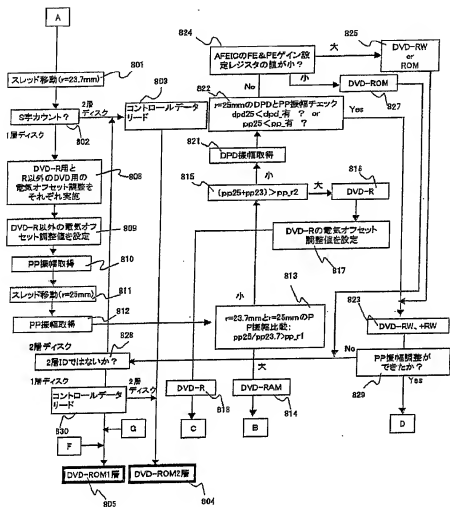 A
スレッド移動(r=23.7mm)
801
S字カウント?
802
1層ディスク
2層ディスク
803
コントロールデータ
リード
DVD-R用と
R以外のDVD用の
電気オフセット調整を
それぞれ実施
808
DVD-R以外の電気オフ
セット調整値を設定
809
PP振幅取得
810
スレッド移動(r=25mm)
811
PP振幅取得
812
828
2層ディスク
2層IDではないか?
1層ディスク
コントロールデータ
リード
830
2層ディスク
G
F
DVD-ROM1層
805
DVD-ROM2層
804
824
AFEICのFE&PEゲイン設
定レジスタの値が小?
大
825
DVD-RW
or
ROM
No
小
DVD-ROM
827
822
r=25mmのDPDとPP振幅チェック
dpd25<dpd_有 ? or
pp25<pp_有 ?
Yes
821
DPD振幅取得
小
815
(pp25+pp23)>pp_r2
大
816
DVD-R
DVD-Rの電気オフセット
調整値を設定
817
小
813
r=23.7mmとr=25mmのP
P振幅比較:
pp25/pp23.7>pp_r1
大
DVD-R
818
DVD-RAM
814
C
B
823
DVD-RW、+RW
No
PP振幅調整が
できたか?
829
Yes
D